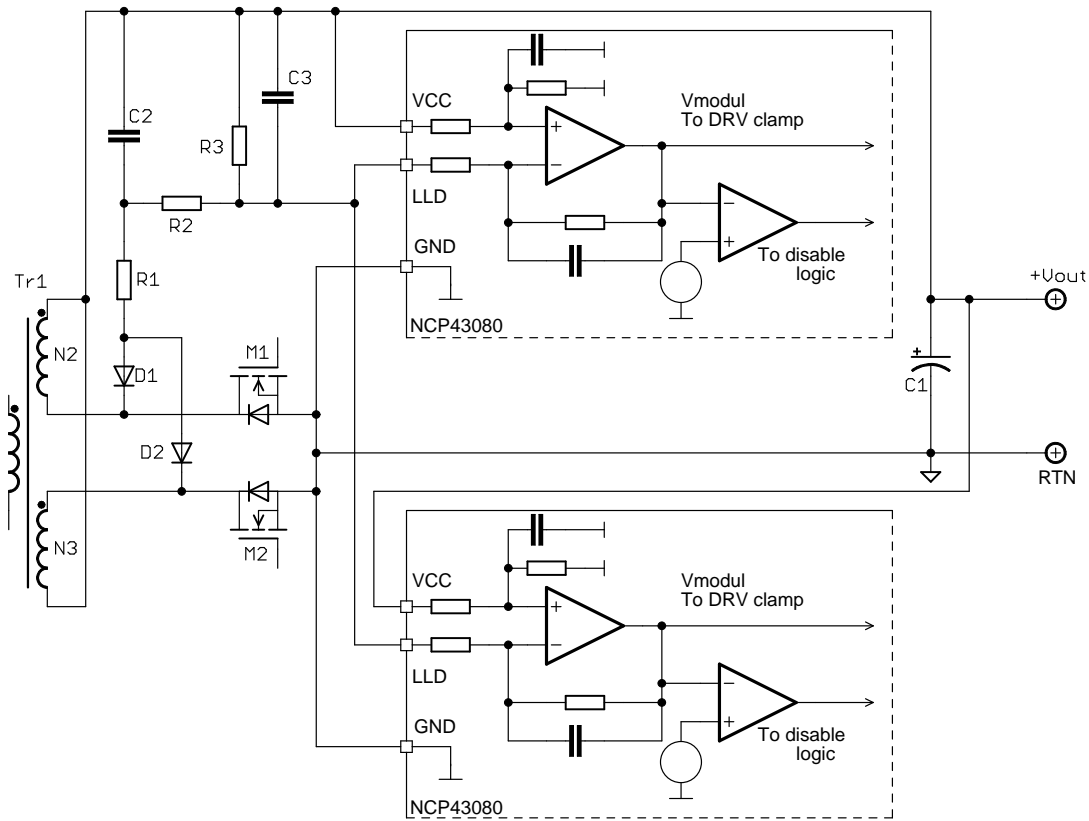 C2
R3
C3
R2
R1
Tr1
N2
D1
M1
D2
N3
M2
VCC
LLD
GND
NCP43080
+
−
Vmodul
To DRV clamp
−
+
To disable
logic
+Vout
+
C1
RTN
VCC
LLD
GND
NCP43080
+
−
Vmodul
To DRV clamp
−
+
To disable
logic